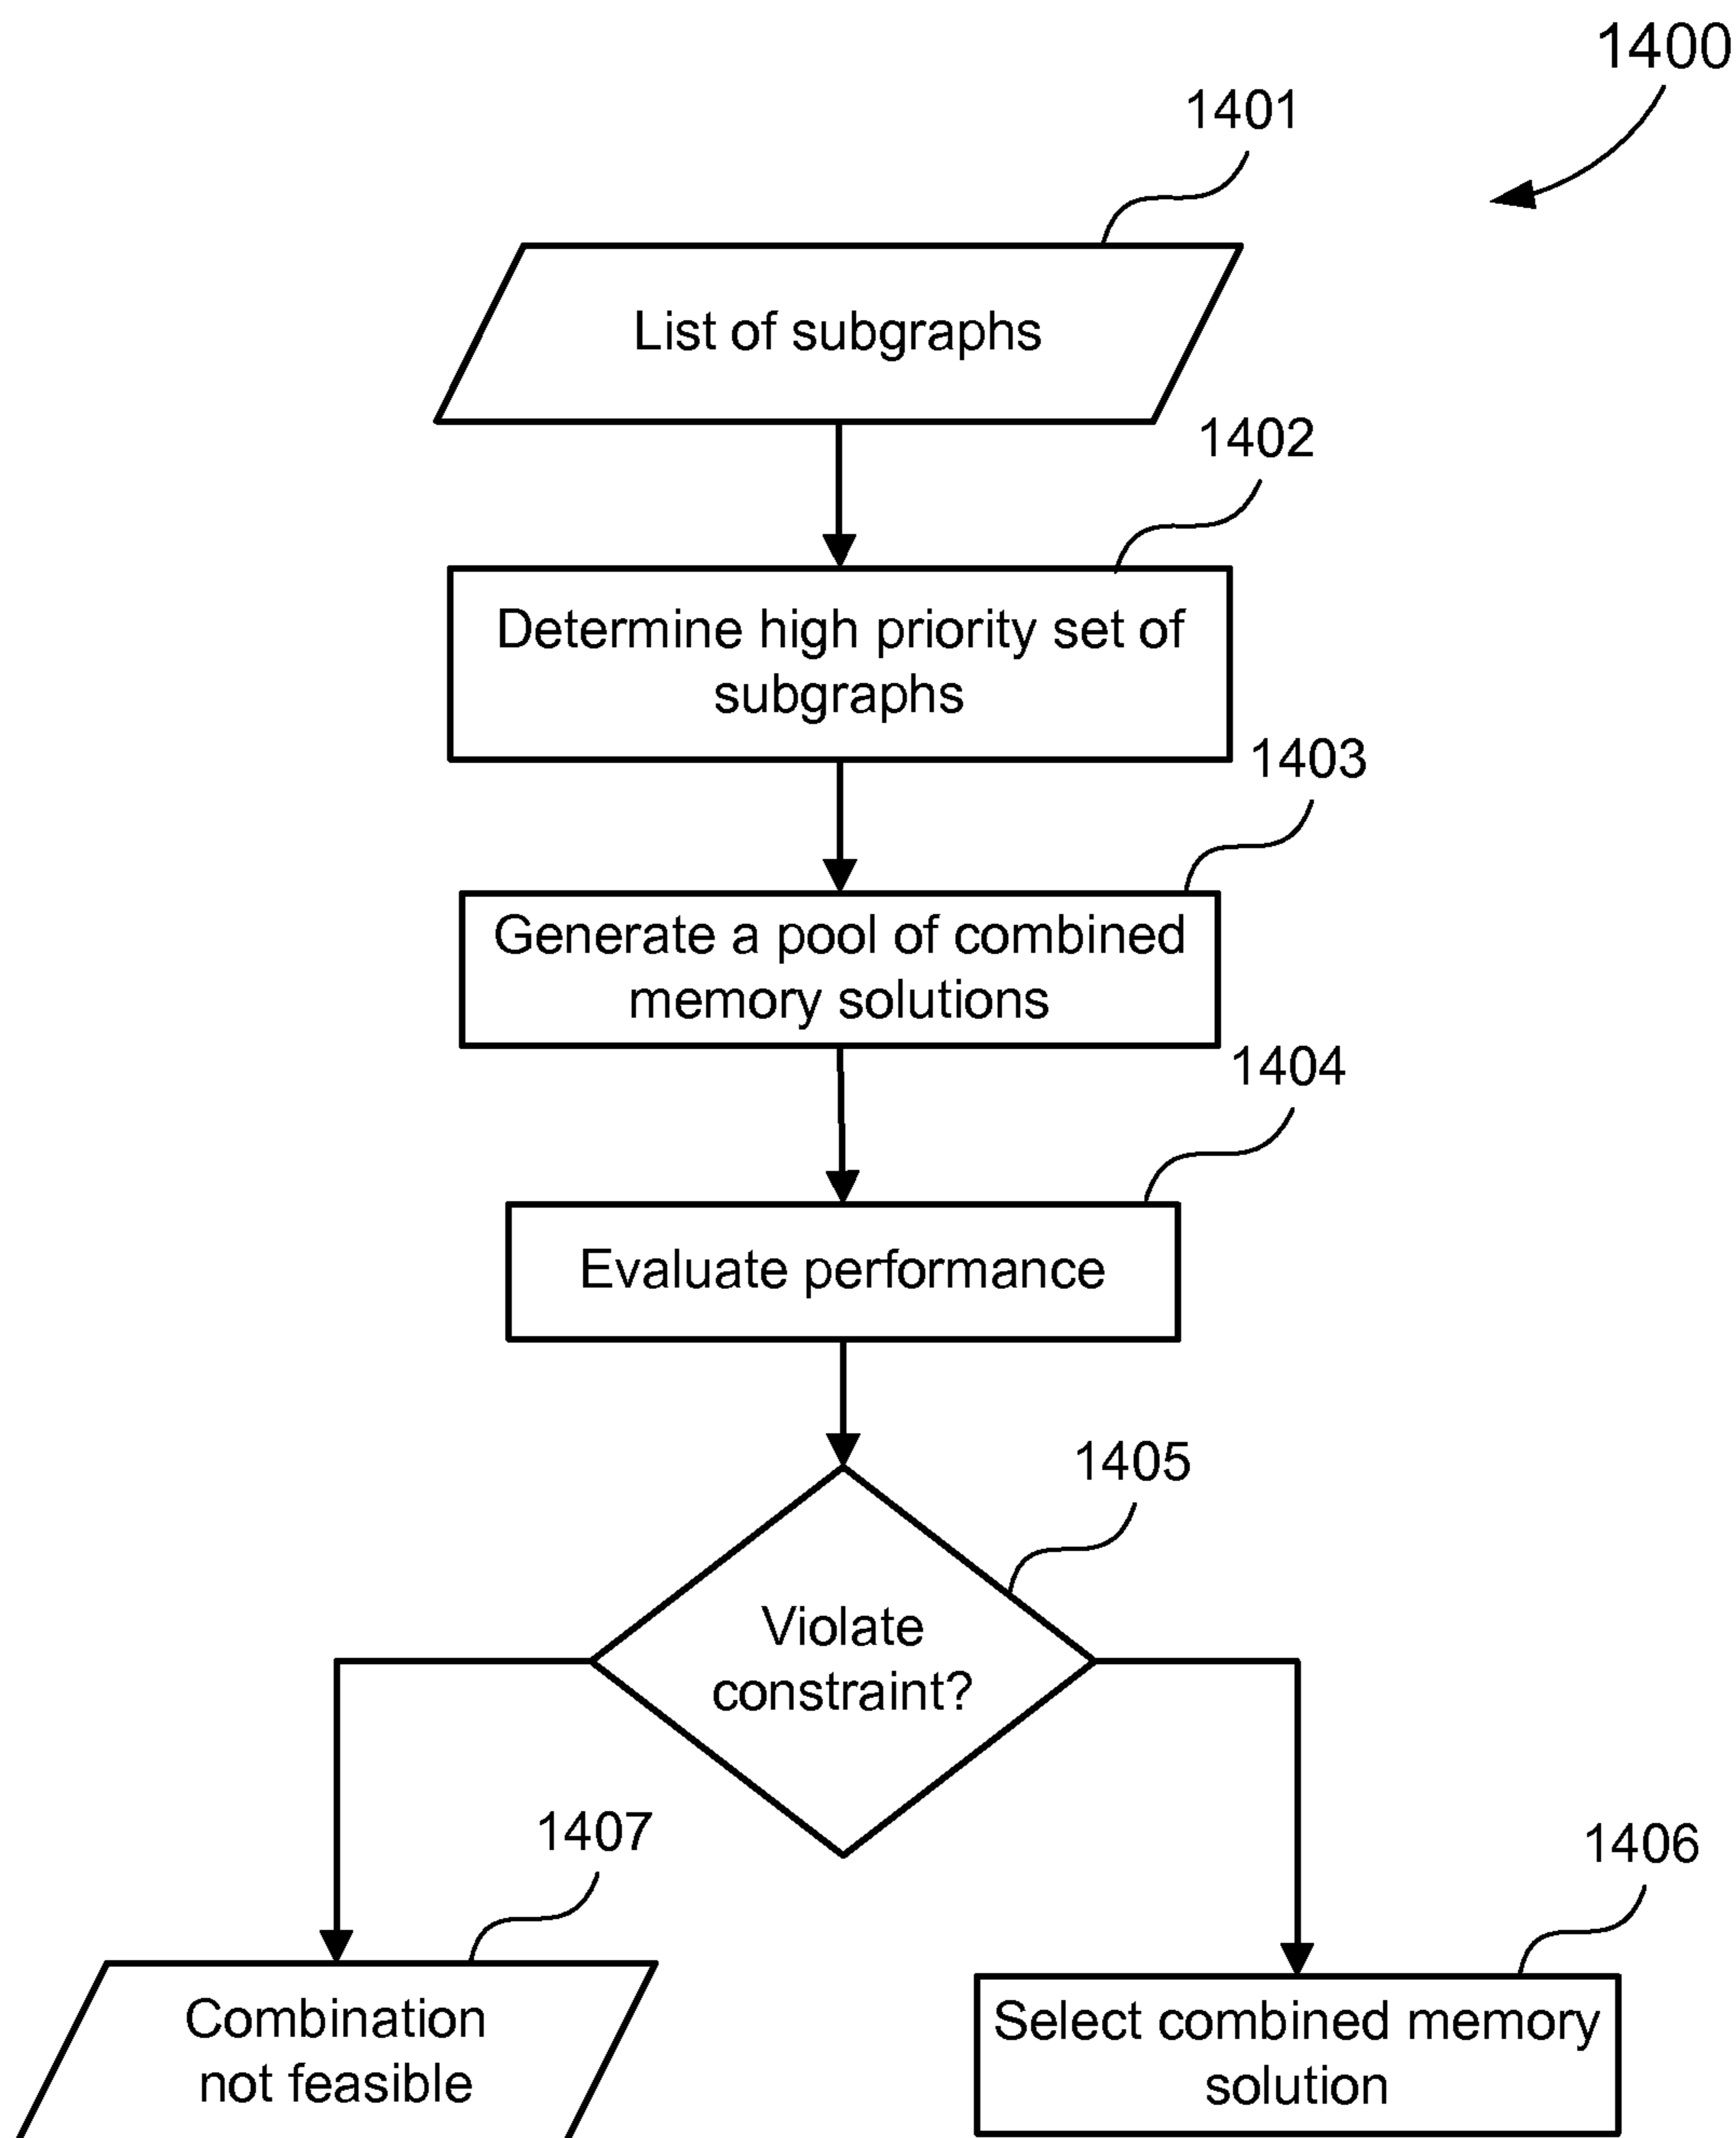 1400
1401
List of subgraphs
1402
Determine high priority set of
subgraphs
1403
Generate a pool of combined
memory solutions
1404
Evaluate performance
1405
Violate
constraint?
1407
Combination
not feasible
1406
Select combined memory
solution